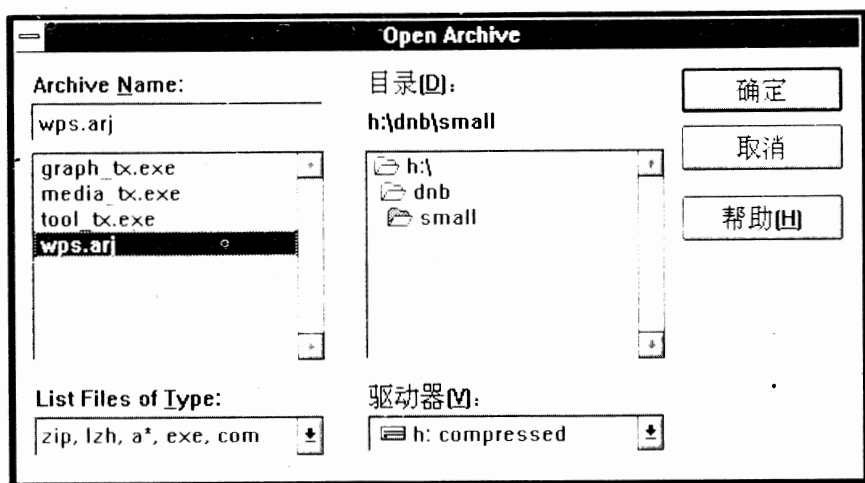 Open Archive
Archive Name:
wps.arj
graph_tx.exe
media_tx.exe
tool_tx.exe
wps.arj
List Files of Type:
zip, lzh, a*, exe, com
目录(D):
h:\dnb\small
h:\
dnb
small
驱动器(V):
h: compressed
确定
取消
帮助(H)